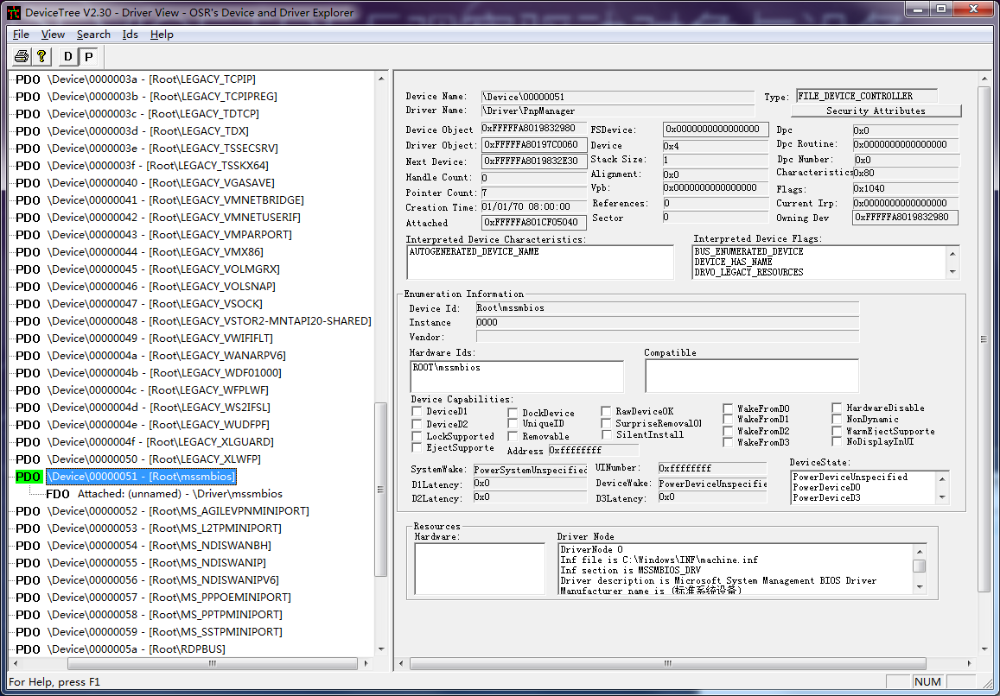 DeviceTree V2.30 - Driver View - OSR's Device and Driver Explorer
File View Search Ids Help
D P
PDO \Device\0000003a - [Root\LEGACY_TCPIP]
PDO \Device\0000003b - [Root\LEGACY_TCPIPREG]
PDO \Device\0000003c - [Root\LEGACY_TDTCP]
PDO \Device\0000003d - [Root\LEGACY_TDX]
PDO \Device\0000003e - [Root\LEGACY_TSSECSRV]
PDO \Device\0000003f - [Root\LEGACY_TSSKX64]
PDO \Device\00000040 - [Root\LEGACY_VGASAVE]
PDO \Device\00000041 - [Root\LEGACY_VMNETBRIDGE]
PDO \Device\00000042 - [Root\LEGACY_VMNETUSERIF]
PDO \Device\00000043 - [Root\LEGACY_VMPARPORT]
PDO \Device\00000044 - [Root\LEGACY_VMX86]
PDO \Device\00000045 - [Root\LEGACY_VOLMGRX]
PDO \Device\00000046 - [Root\LEGACY_VOLSNAP]
PDO \Device\00000047 - [Root\LEGACY_VSOCK]
PDO \Device\00000048 - [Root\LEGACY_VSTOR2-MNTAPI20-SHARED]
PDO \Device\00000049 - [Root\LEGACY_VWIFIFLT]
PDO \Device\0000004a - [Root\LEGACY_WANARPV6]
PDO \Device\0000004b - [Root\LEGACY_WDF01000]
PDO \Device\0000004c - [Root\LEGACY_WFPLWF]
PDO \Device\0000004d - [Root\LEGACY_WS2IFSL]
PDO \Device\0000004e - [Root\LEGACY_WUDFPF]
PDO \Device\0000004f - [Root\LEGACY_XLGUARD]
PDO \Device\00000050 - [Root\LEGACY_XLWFP]
PDO \Device\00000051 - [Root\mssmbios]
FDO Attached: (unnamed) - \Driver\mssmbios
PDO \Device\00000052 - [Root\MS_AGILEVPNMINIPORT]
PDO \Device\00000053 - [Root\MS_L2TPMINIPORT]
PDO \Device\00000054 - [Root\MS_NDISWANBH]
PDO \Device\00000055 - [Root\MS_NDISWANIP]
PDO \Device\00000056 - [Root\MS_NDISWANIPV6]
PDO \Device\00000057 - [Root\MS_PPPOEMINIPORT]
PDO \Device\00000058 - [Root\MS_PPTPMINIPORT]
PDO \Device\00000059 - [Root\MS_SSTPMINIPORT]
PDO \Device\0000005a - [Root\RDPBUS]
Device Name: \Device\00000051 Type: FILE_DEVICE_CONTROLLER
Driver Name: \Driver\PnpManager Security Attributes
Device Object 0xFFFFFA8019832980 FSDevice: 0x0000000000000000 Dpc 0x0
Driver Object: 0xFFFFFA80197C0060 Device 0x4 Dpc Routine: 0x0000000000000000
Next Device: 0xFFFFFA8019832E30 Stack Size: 1 Dpc Number: 0x0
Handle Count: 0 Alignment: 0x0 Characteristics 0x80
Pointer Count: 7 Vpb: 0x0000000000000000 Flags: 0x1040
Creation Time: 01/01/70 08:00:00 References: 0 Current Irp: 0x0000000000000000
Attached 0xFFFFFA801CF05040 Sector 0 Owning Dev 0xFFFFFA8019832980
Interpreted Device Characteristics: Interpreted Device Flags:
AUTOGENERATED_DEVICE_NAME BUS_ENUMERATED_DEVICE
DEVICE_HAS_NAME
DRVO_LEGACY_RESOURCES
Enumeration Information
Device Id: Root\mssmbios
Instance 0000
Vendor:
Hardware Ids: Compatible
ROOT\mssmbios
Device Capabilities:
DeviceD1 DockDevice RawDeviceOK WakeFromD0 HardwareDisable
DeviceD2 UniqueID SurpriseRemovalOI WakeFromD1 NonDynamic
LockSupported Removable SilentInstall WakeFromD2 WarmEjectSupporte
EjectSupporte Address 0xffffffff WakeFromD3 NoDisplayInUI
SystemWake: PowerSystemUnspecified UINumber: 0xffffffff DeviceState:
D1Latency: 0x0 DeviceWake: PowerDeviceUnspecifie PowerDeviceUnspecified
PowerDeviceD0
D2Latency: 0x0 D3Latency: 0x0 PowerDeviceD3
Resources
Hardware: Driver Node
DriverNode 0
Inf file is C:\Windows\INF\machine.inf
Inf section is MSSMBIOS_DRV
Driver description is Microsoft System Management BIOS Driver
Manufacturer name is (标准系统设备)
For Help, press F1 NUM